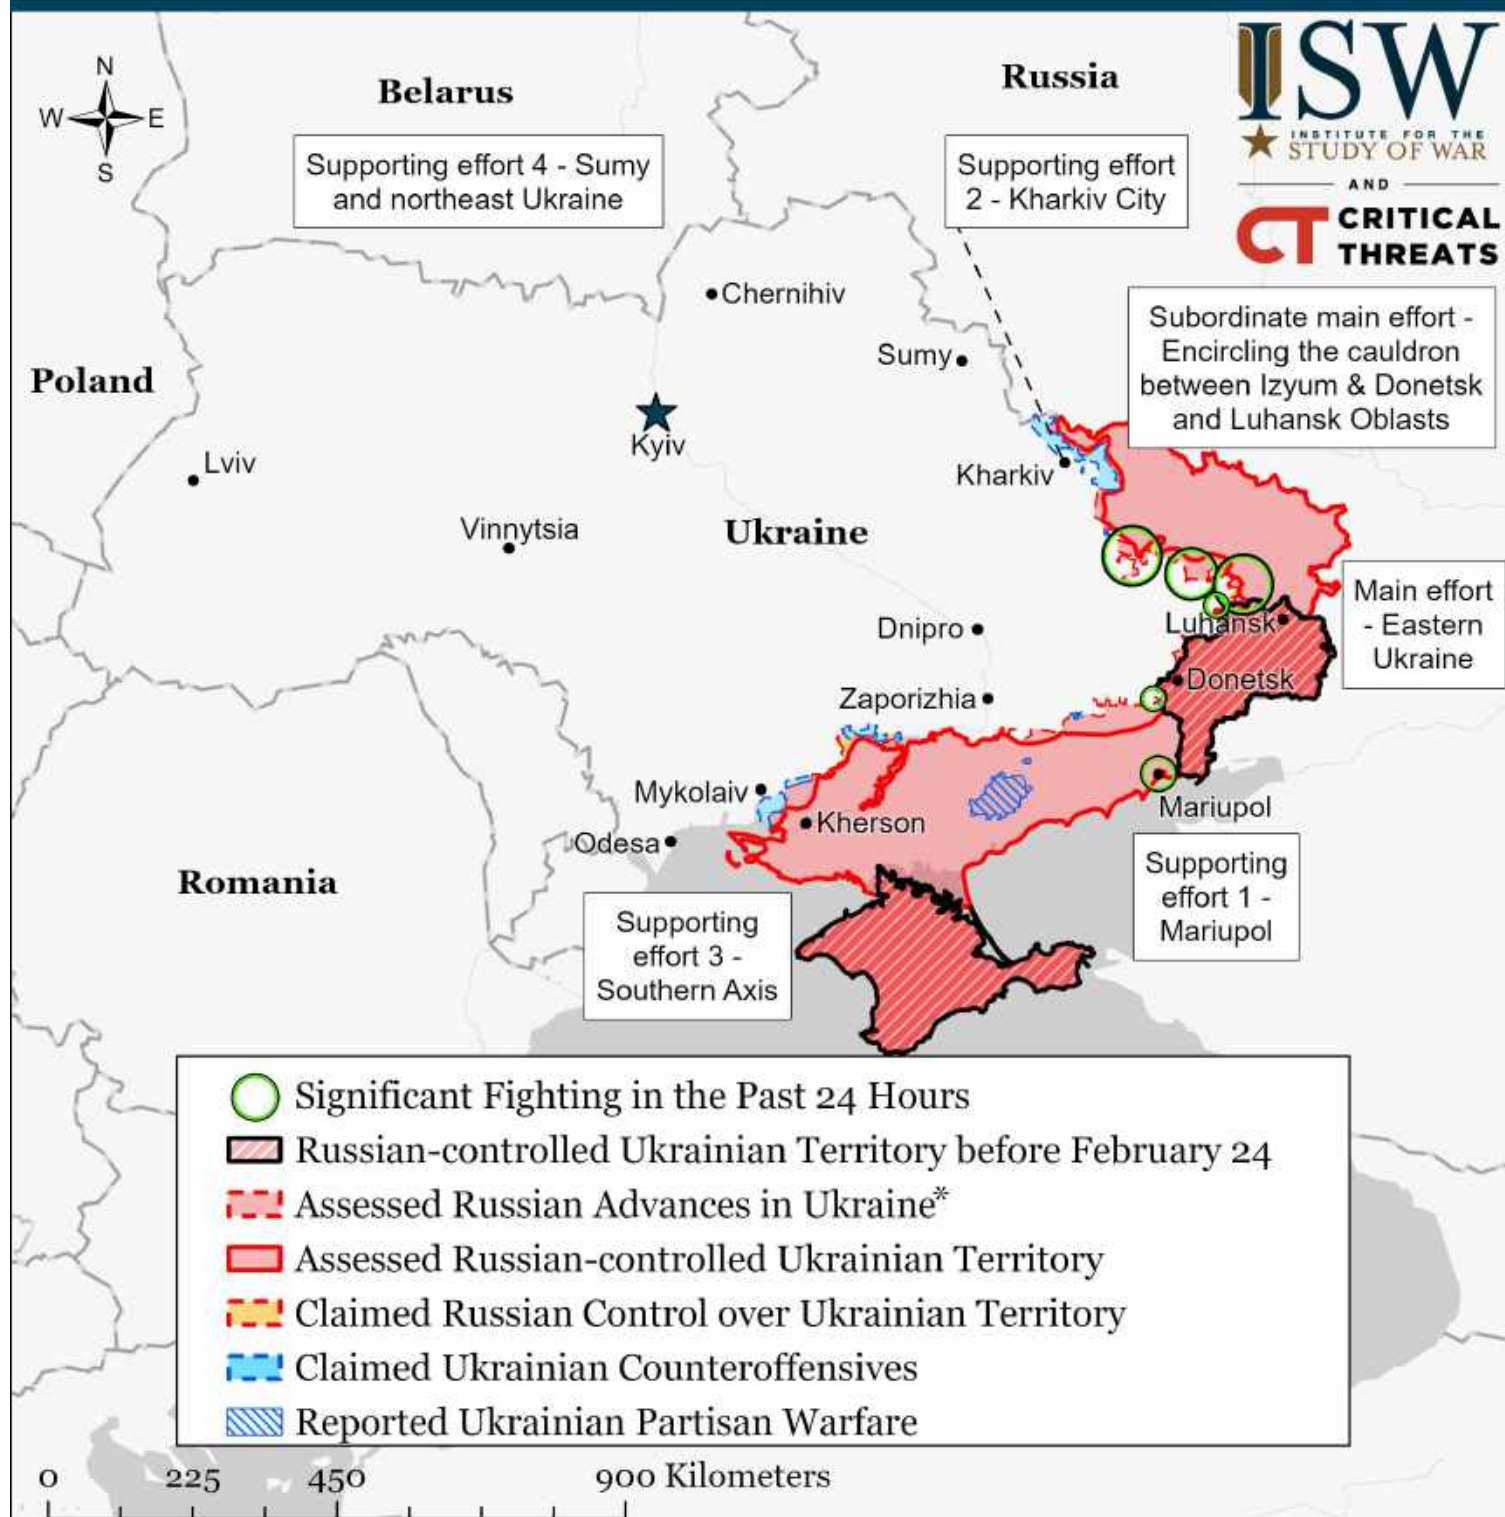 N
W E
S
Belarus
Russia
ISW
INSTITUTE FOR THE
STUDY OF WAR
AND
CT CRITICAL
THREATS
Supporting effort 4 - Sumy
and northeast Ukraine
Supporting effort
2 - Kharkiv City
Subordinate main effort -
Encircling the cauldron
between Izyum & Donetsk
and Luhansk Oblasts
Chernihiv
Sumy
Poland
Kyiv
Lviv
Kharkiv
Vinnytsia
Ukraine
Main effort
- Eastern
Ukraine
Luhansk
Dnipro
Donetsk
Zaporizhia
Mykolaiv
Mariupol
Kherson
Odesa
Romania
Supporting
effort 1 -
Mariupol
Supporting
effort 3 -
Southern Axis
Significant Fighting in the Past 24 Hours
Russian-controlled Ukrainian Territory before February 24
Assessed Russian Advances in Ukraine*
Assessed Russian-controlled Ukrainian Territory
Claimed Russian Control over Ukrainian Territory
Claimed Ukrainian Counteroffensives
Reported Ukrainian Partisan Warfare
0 225 450 900 Kilometers